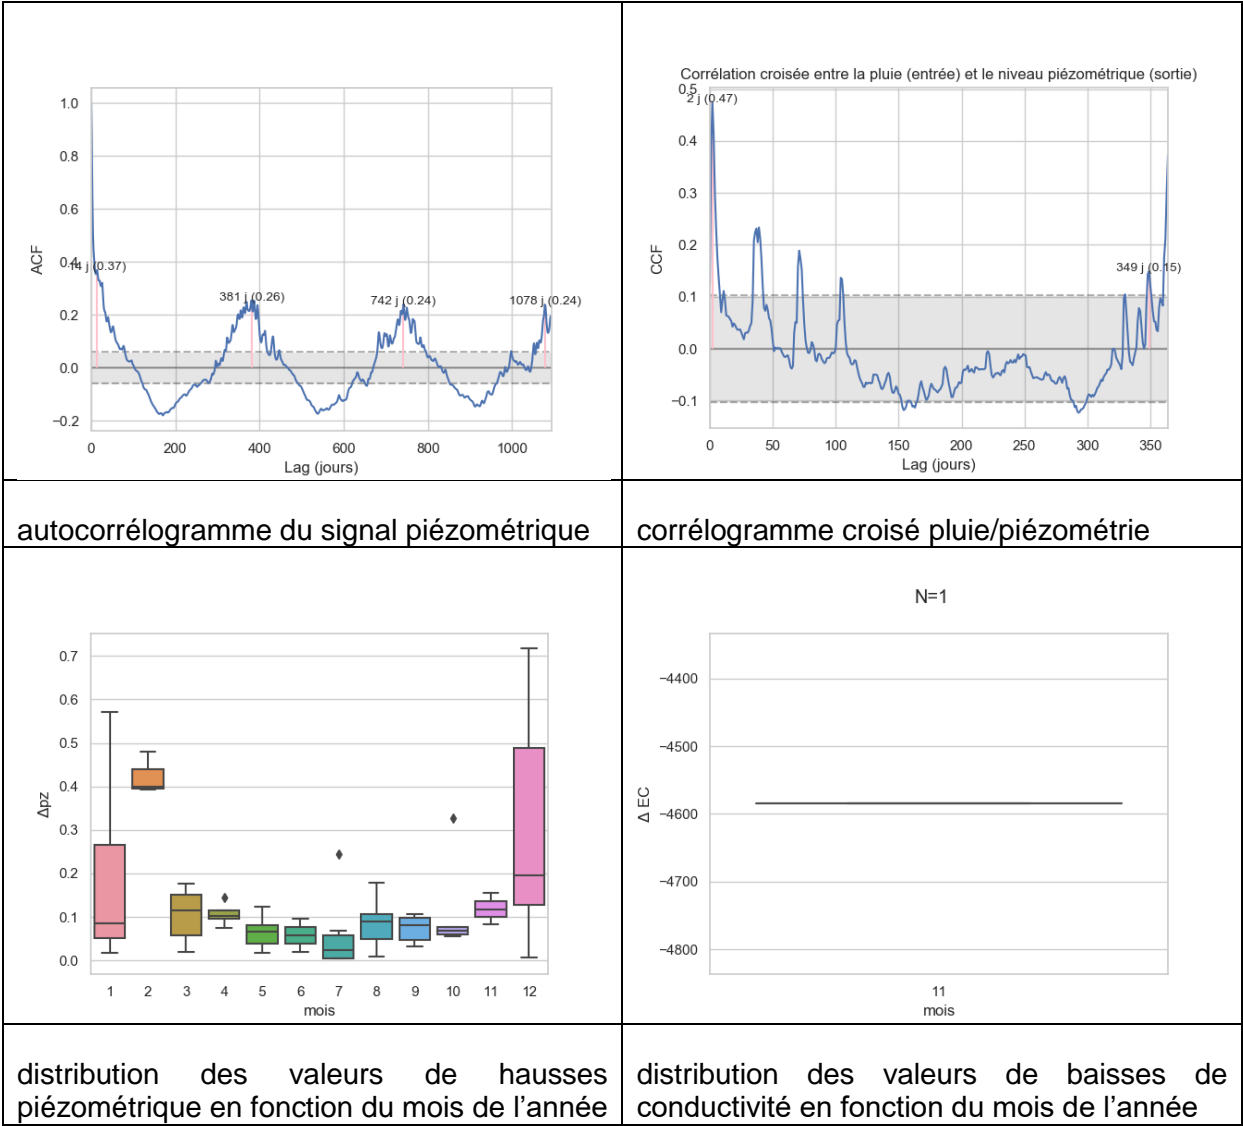 1.0
0.8
0.6
0.4
0.2
0.0
−0.2
ACF
14 j (0.37)
381 j (0.26)
742 j (0.24)
1078 j (0.24)
0 200 400 600 800 1000
Lag (jours)
Corrélation croisée entre la pluie (entrée) et le niveau piézométrique (sortie)
0.5
0.4
0.3
0.2
0.1
0.0
−0.1
CCF
2 j (0.47)
349 j (0.15)
0 50 100 150 200 250 300 350
Lag (jours)
autocorrélogramme du signal piézométrique
corrélogramme croisé pluie/piézométrie
0.7
0.6
0.5
0.4
0.3
0.2
0.1
0.0
Δpz
1 2 3 4 5 6 7 8 9 10 11 12
mois
N=1
−4400
−4500
−4600
−4700
−4800
Δ EC
11
mois
distribution des valeurs de hausses
piézométrique en fonction du mois de l’année
distribution des valeurs de baisses de
conductivité en fonction du mois de l’année